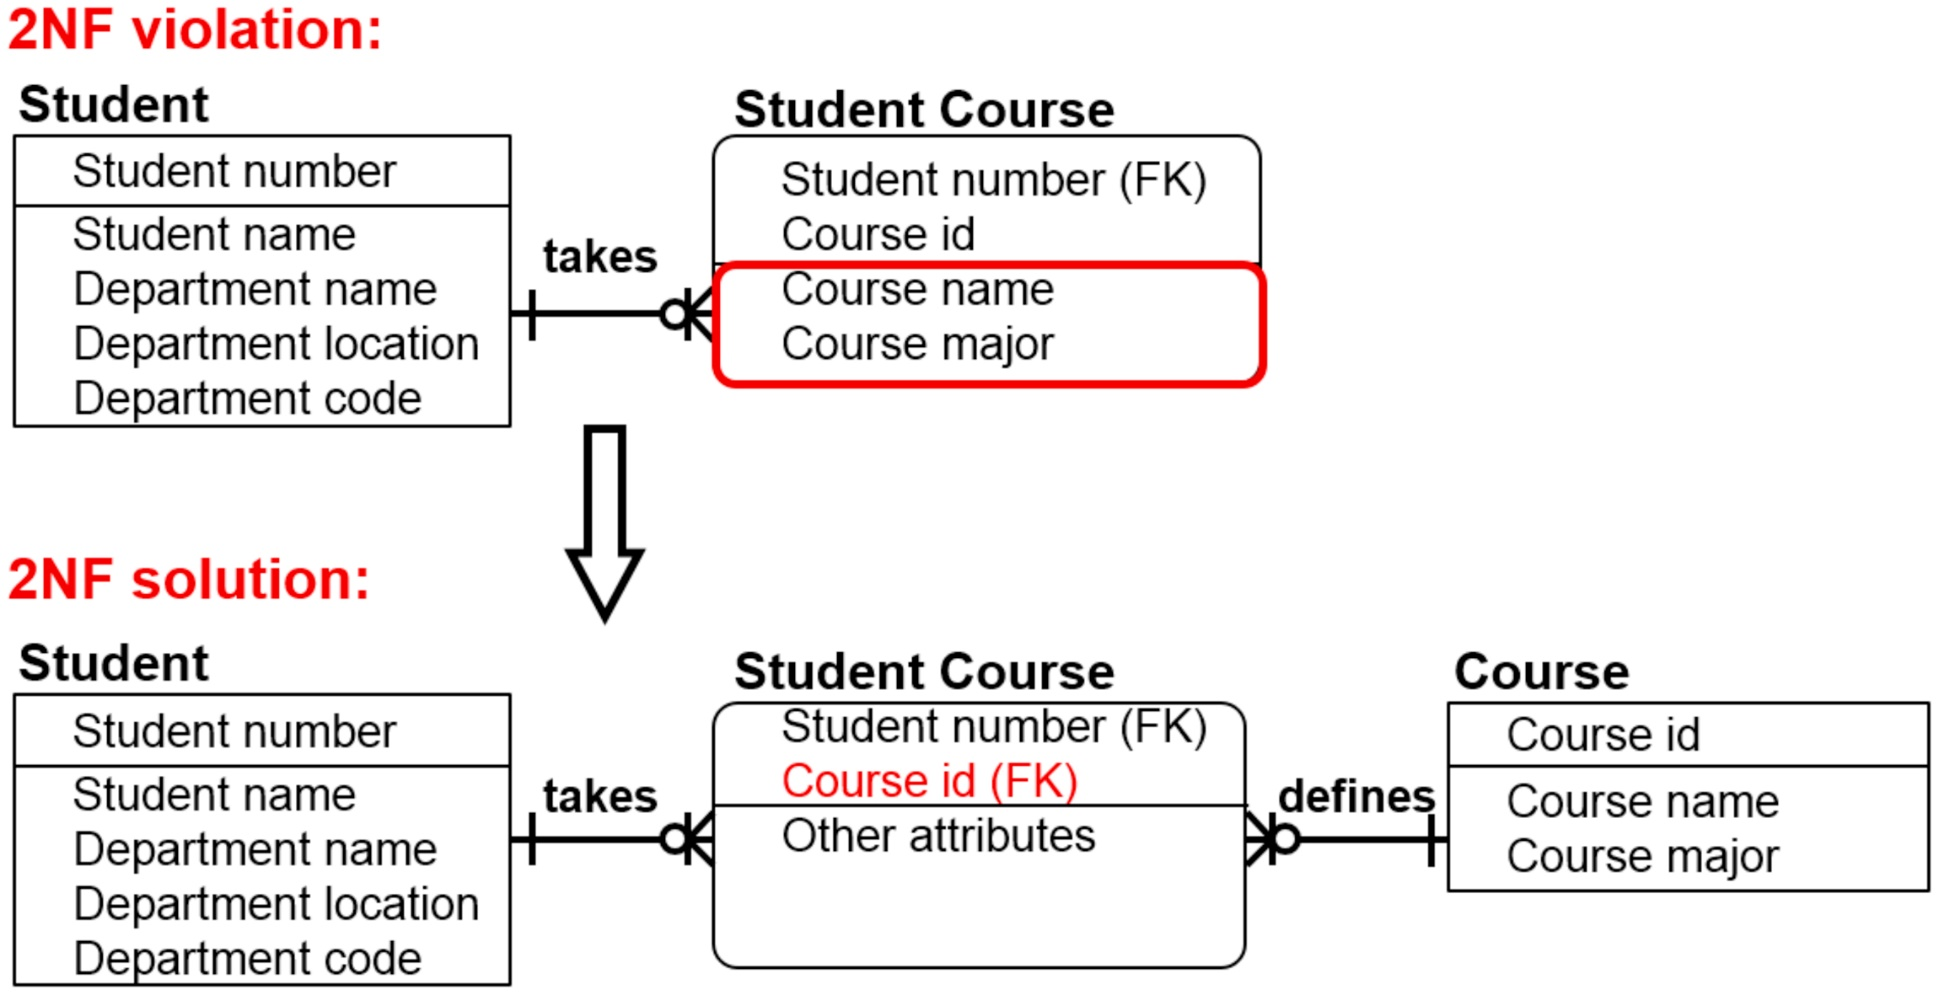 2NF violation:
Student
Student number
Student name
Department name
Department location
Department code
takes
Student Course
Student number (FK)
Course id
Course name
Course major
2NF solution:
Student
Student number
Student name
Department name
Department location
Department code
takes
Student Course
Student number (FK)
Course id (FK)
Other attributes
defines
Course
Course id
Course name
Course major